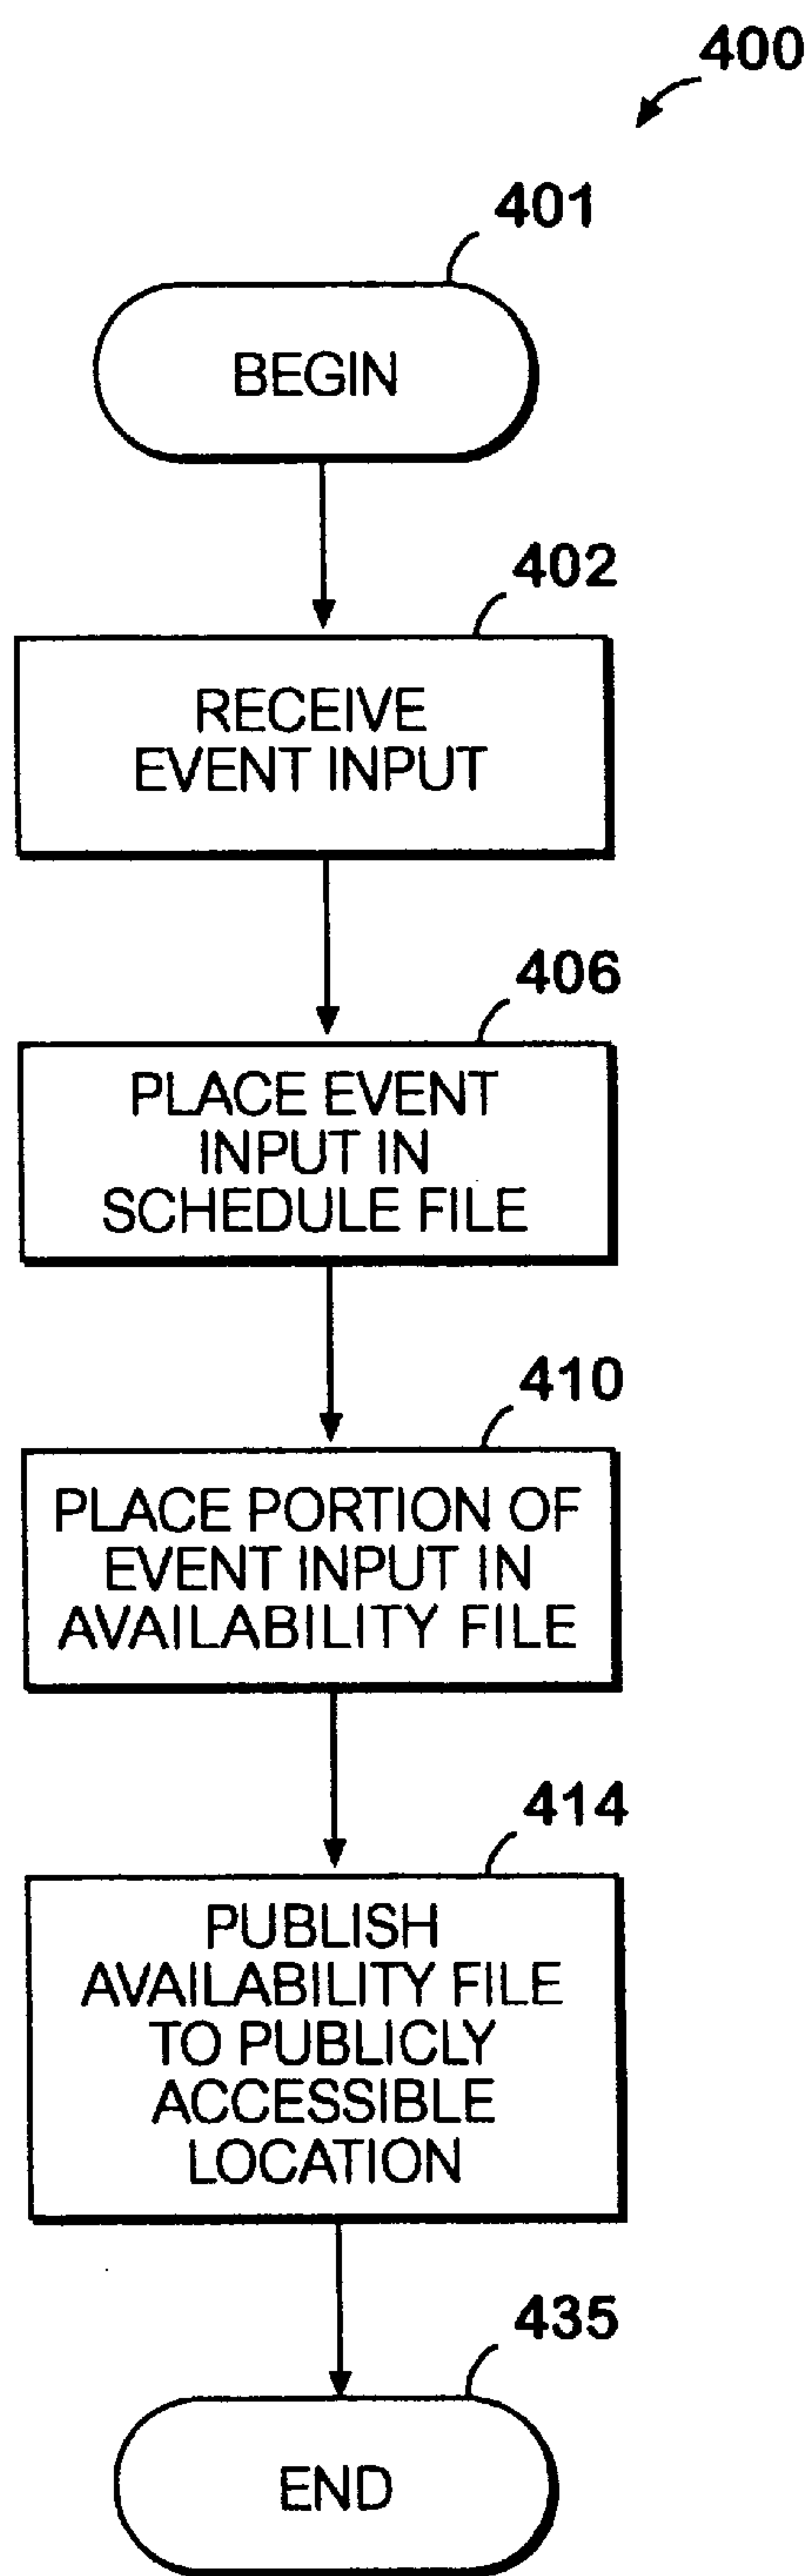 400
401
BEGIN
402
RECEIVE
EVENT INPUT
406
PLACE EVENT
INPUT IN
SCHEDULE FILE
410
PLACE PORTION OF
EVENT INPUT IN
AVAILABILITY FILE
414
PUBLISH
AVAILABILITY FILE
TO PUBLICLY
ACCESSIBLE
LOCATION
435
END